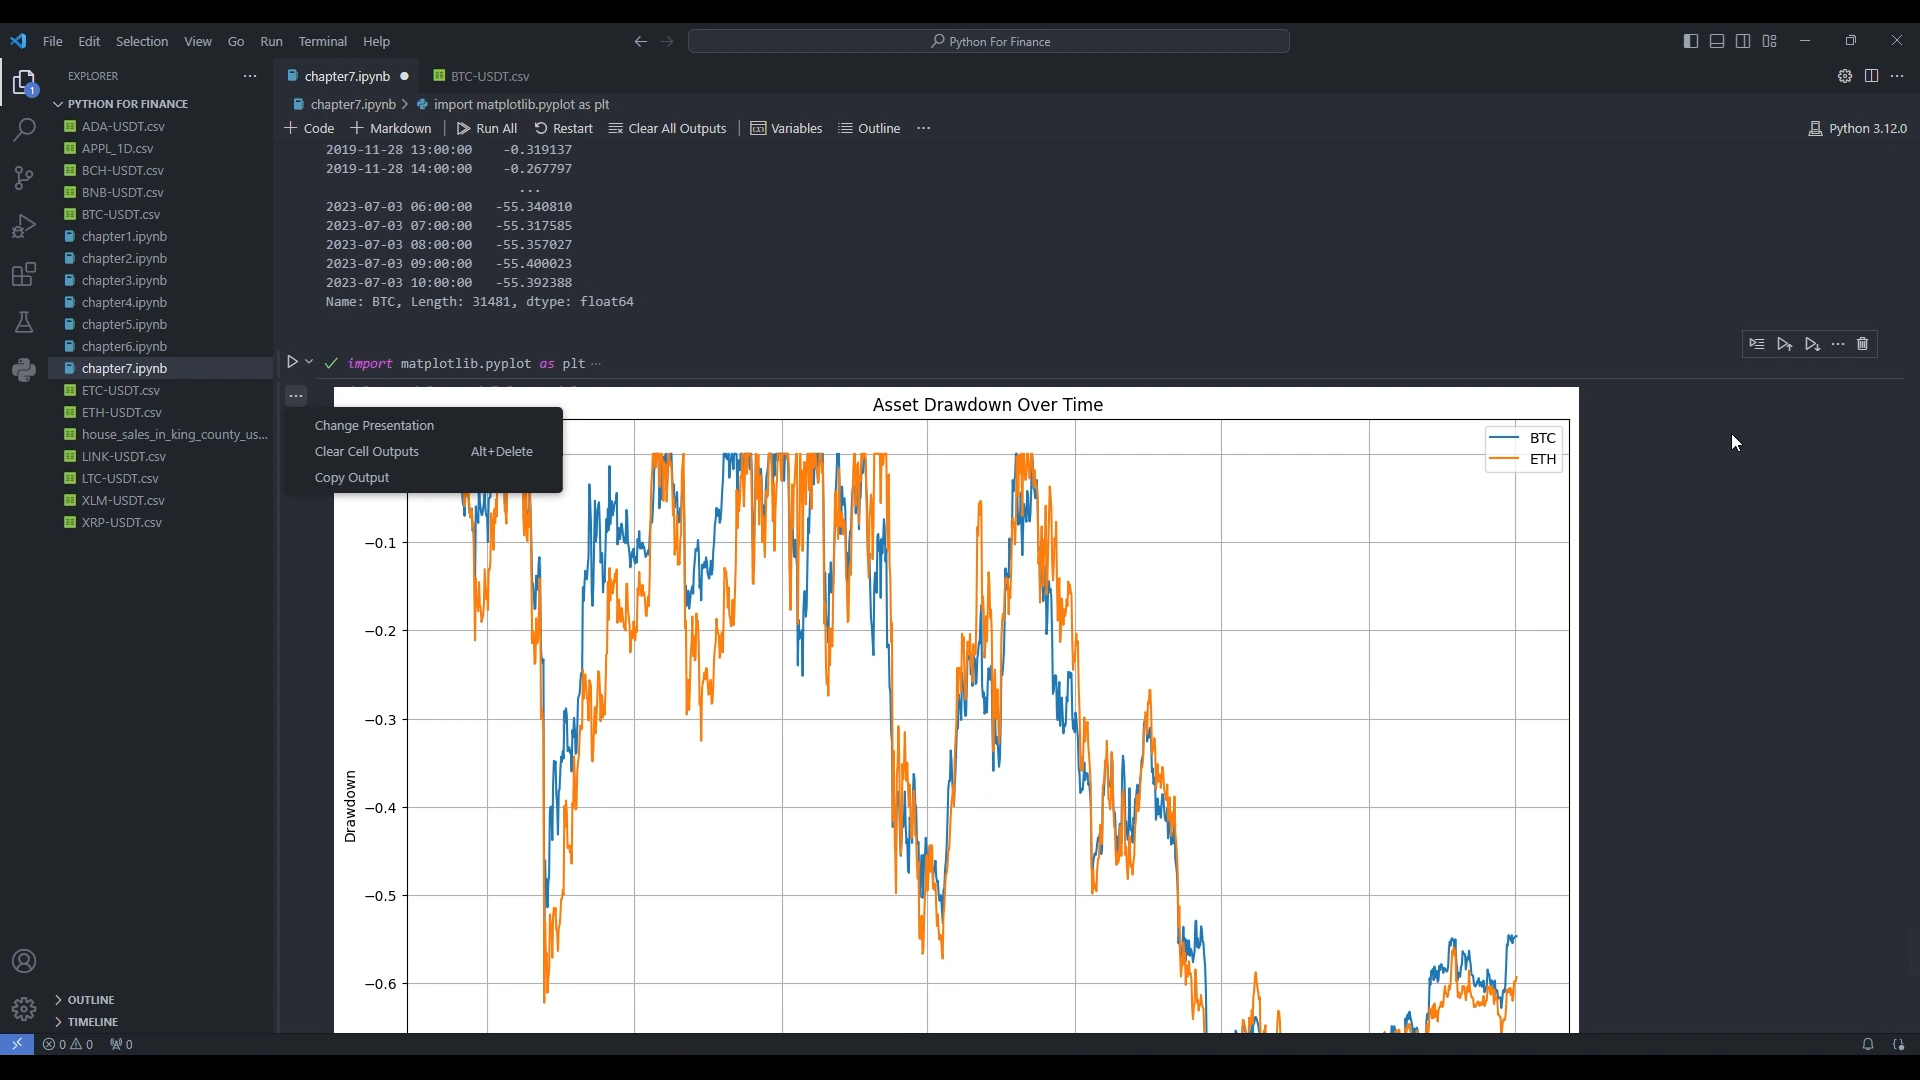 File Edit Selection View Go Run Terminal Help
Python For Finance
EXPLORER
PYTHON FOR FINANCE
ADA-USDT.csv
APPL_1D.csv
BCH-USDT.csv
BNB-USDT.csv
BTC-USDT.csv
chapter1.ipynb
chapter2.ipynb
chapter3.ipynb
chapter4.ipynb
chapter5.ipynb
chapter6.ipynb
chapter7.ipynb
ETC-USDT.csv
ETH-USDT.csv
house_sales_in_king_county_us...
LINK-USDT.csv
LTC-USDT.csv
XLM-USDT.csv
XRP-USDT.csv
OUTLINE
TIMELINE
1
chapter7.ipynb BTC-USDT.csv
chapter7.ipynb > import matplotlib.pyplot as plt
Code Markdown Run All Restart Clear All Outputs Variables Outline ...
Python 3.12.0
2019-11-28 13:00:00 -0.319137
2019-11-28 14:00:00 -0.267797
...
2023-07-03 06:00:00 -55.340810
2023-07-03 07:00:00 -55.317585
2023-07-03 08:00:00 -55.357027
2023-07-03 09:00:00 -55.400023
2023-07-03 10:00:00 -55.392388
Name: BTC, Length: 31481, dtype: float64
import matplotlib.pyplot as plt ...
Change Presentation
Clear Cell Outputs Alt+Delete
Copy Output
Asset Drawdown Over Time
BTC
ETH
−0.1
−0.2
−0.3
−0.4
−0.5
−0.6
Drawdown
0 0 0